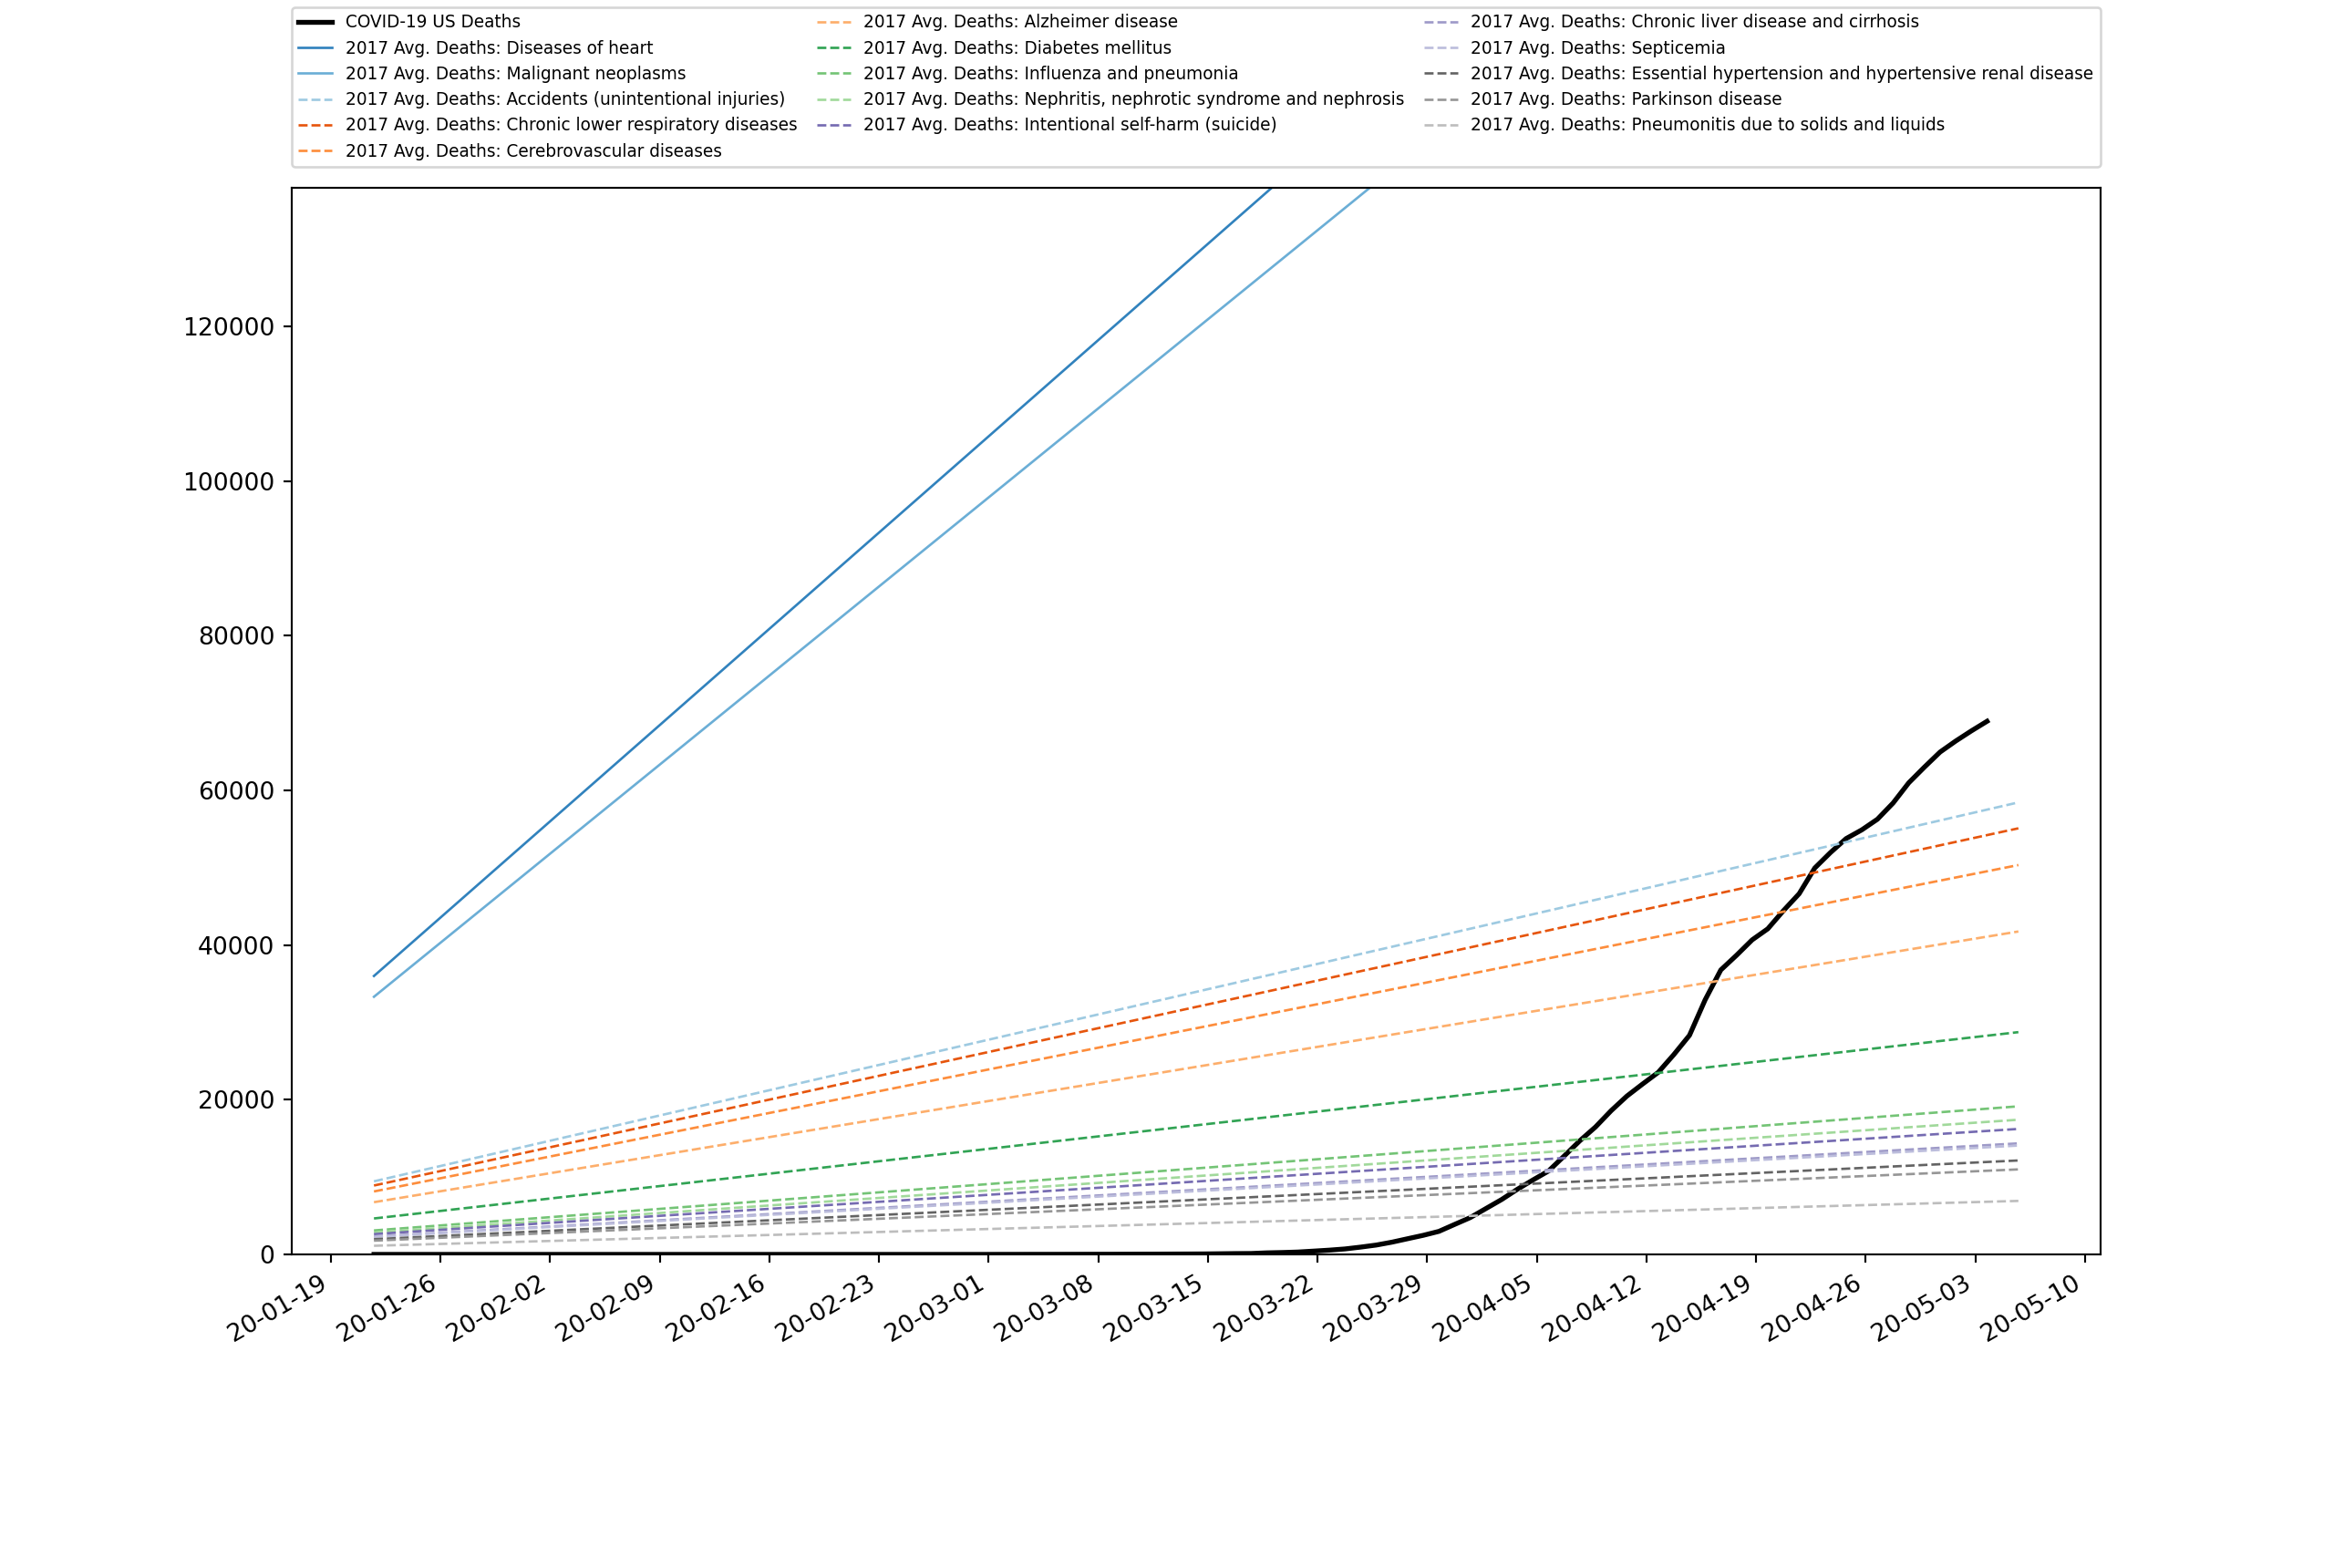 COVID-19 US Deaths
2017 Avg. Deaths: Diseases of heart
2017 Avg. Deaths: Malignant neoplasms
2017 Avg. Deaths: Accidents (unintentional injuries)
2017 Avg. Deaths: Chronic lower respiratory diseases
2017 Avg. Deaths: Cerebrovascular diseases
2017 Avg. Deaths: Alzheimer disease
2017 Avg. Deaths: Diabetes mellitus
2017 Avg. Deaths: Influenza and pneumonia
2017 Avg. Deaths: Nephritis, nephrotic syndrome and nephrosis
2017 Avg. Deaths: Intentional self-harm (suicide)
2017 Avg. Deaths: Chronic liver disease and cirrhosis
2017 Avg. Deaths: Septicemia
2017 Avg. Deaths: Essential hypertension and hypertensive renal disease
2017 Avg. Deaths: Parkinson disease
2017 Avg. Deaths: Pneumonitis due to solids and liquids
120000
100000
80000
60000
40000
20000
0
20-01-19
20-01-26
20-02-02
20-02-09
20-02-16
20-02-23
20-03-01
20-03-08
20-03-15
20-03-22
20-03-29
20-04-05
20-04-12
20-04-19
20-04-26
20-05-03
20-05-10